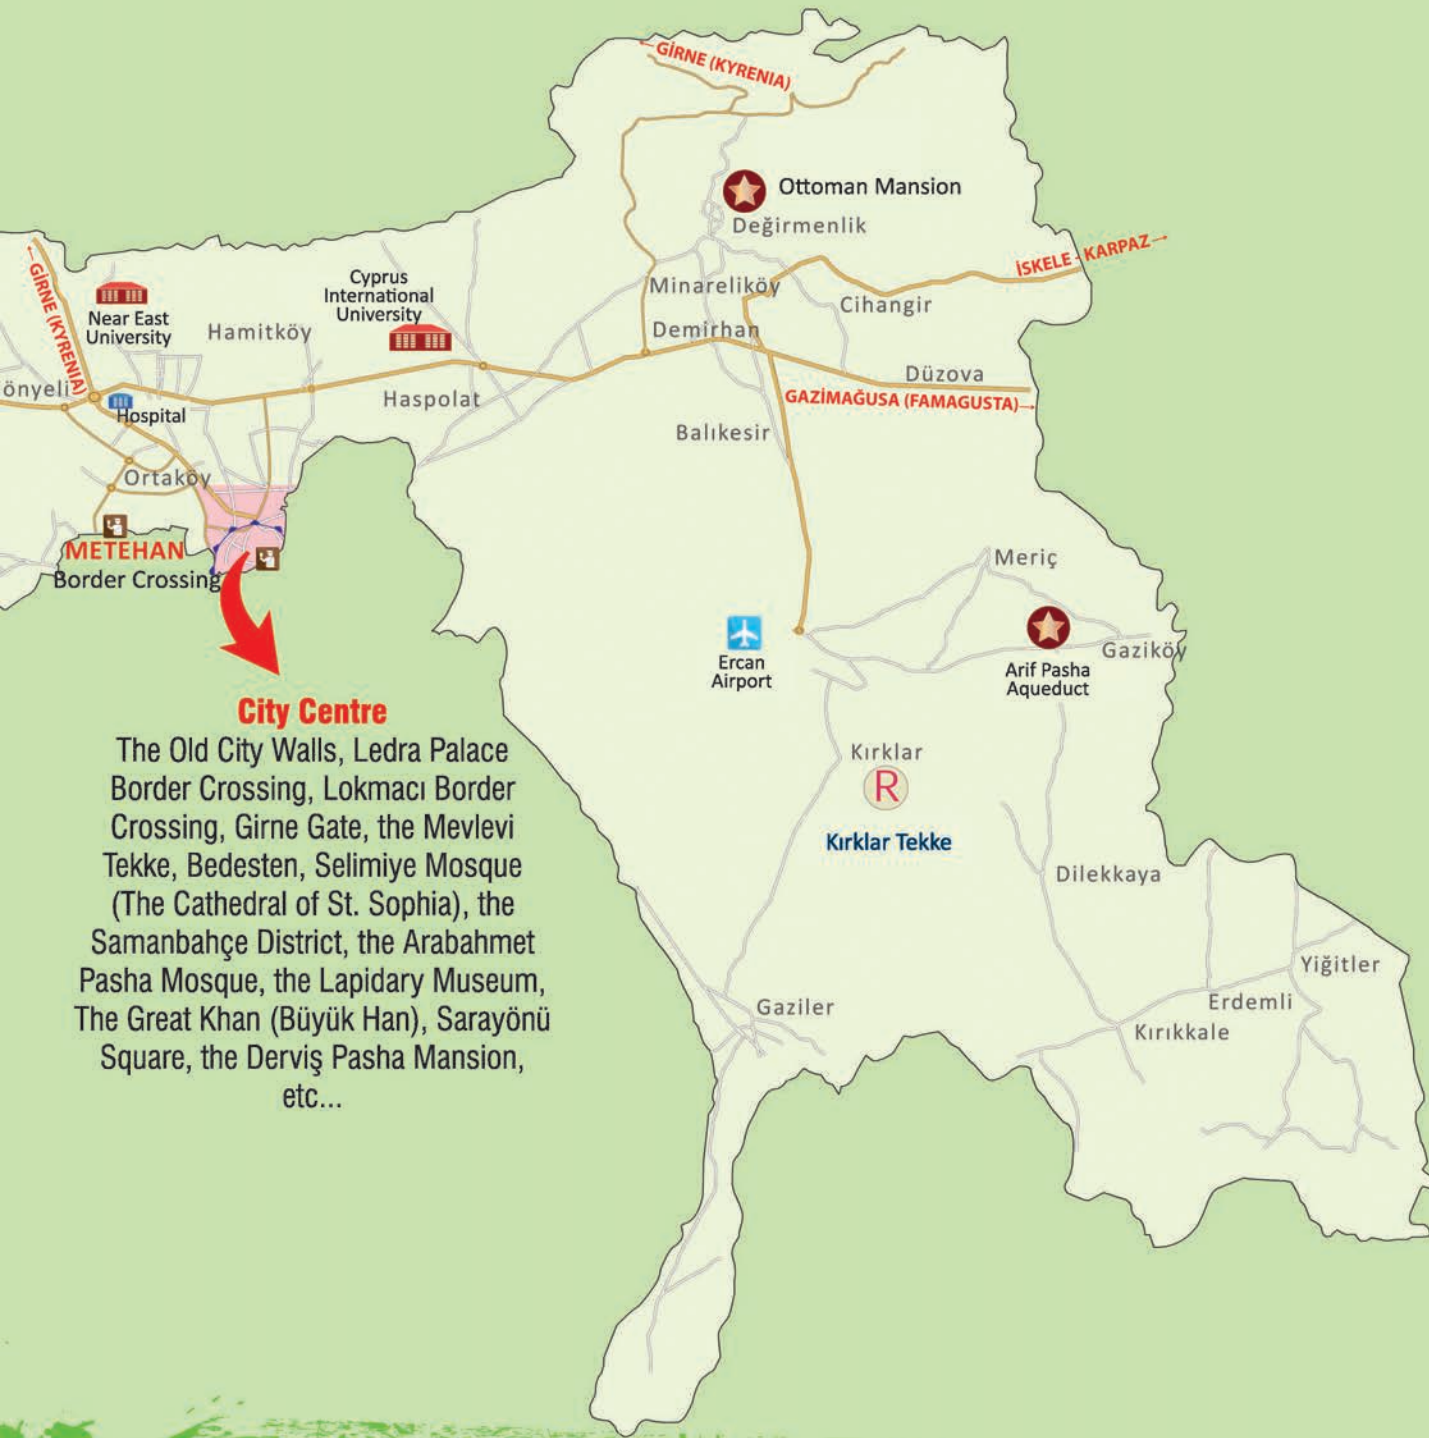 ←GİRNE (KYRENIA)
Ottoman Mansion
Değirmenlik
İSKELE - KARPAZ→
←GİRNE (KYRENIA)
Near East
University
Hamitköy
Cyprus
International
University
Minareliköy
Cihangir
Demirhan
önyeli
Hospital
Haspolat
Düzova
GAZİMAĞUSA (FAMAGUSTA)→
Balıkesir
Ortaköy
METEHAN
Border Crossing
Meriç
Gaziköy
Ercan
Airport
Arif Pasha
Aqueduct
City Centre
The Old City Walls, Ledra Palace
Border Crossing, Lokmacı Border
Crossing, Girne Gate, the Mevlevi
Tekke, Bedesten, Selimiye Mosque
(The Cathedral of St. Sophia), the
Samanbahçe District, the Arabahmet
Pasha Mosque, the Lapidary Museum,
The Great Khan (Büyük Han), Sarayönü
Square, the Derviş Pasha Mansion,
etc...
Kırklar
R
Kırklar Tekke
Dilekkaya
Yiğitler
Erdemli
Kırıkkale
Gaziler